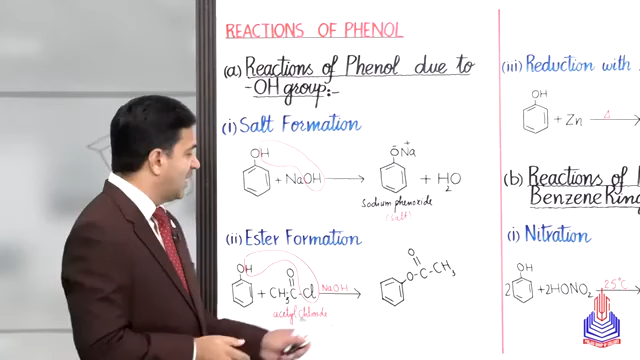 REACTIONS OF PHENOL
(a) Reactions of Phenol due to
-OH group:-
(i) Salt Formation
OH
+ NaOH
ŌNa+
+ H2O
Sodium phenoxide
(salt)
(ii) Ester Formation
OH
+ CH3-C-Cl
O
NaOH
acetyl chloride
O
O-C-CH3
(iii) Reduction with
OH
+ Zn
Δ
(b) Reactions of
Benzene Ring
(i) Nitration
OH
2
+2HONO2
25°C